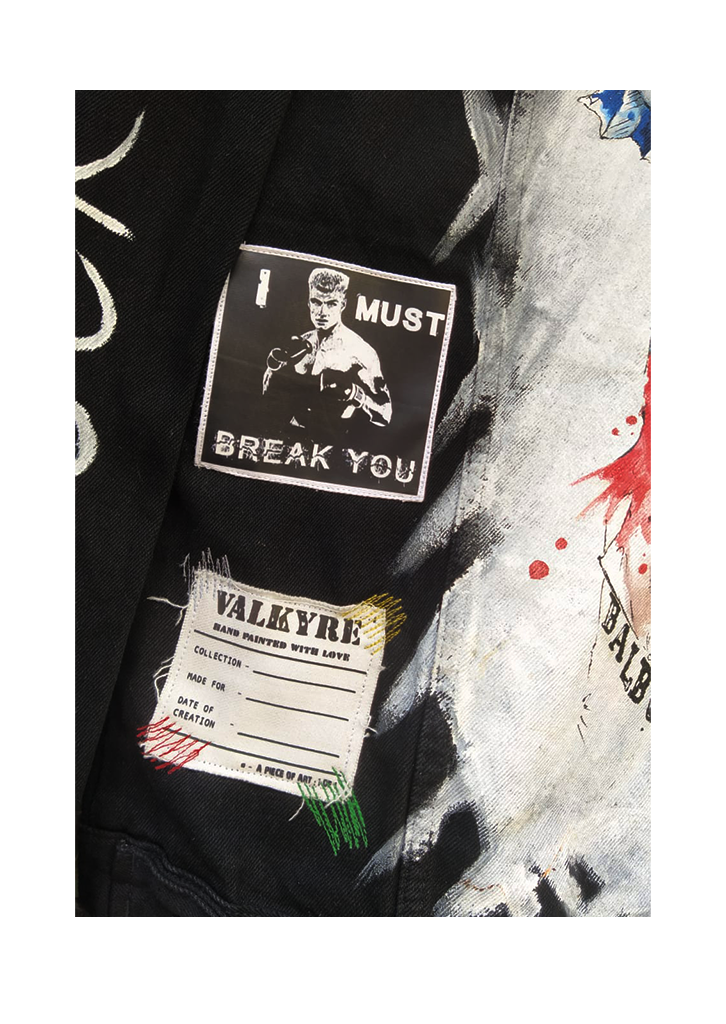 I MUST
BREAK YOU
VALKYRE
HAND PAINTED WITH LOVE
COLLECTION -
MADE FOR -
DATE OF
CREATION -
- A PIECE OF ART